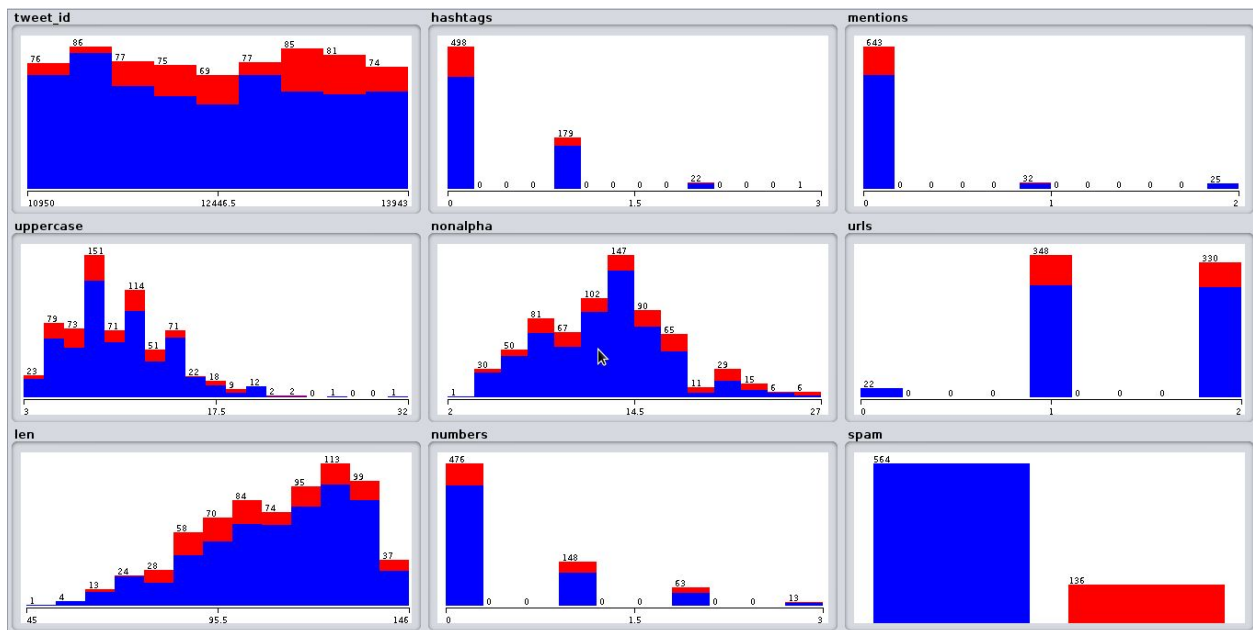 tweet_id
76 86 77 75 69 77 85 81 74
10950 12446.5 13943
hashtags
498 0 0 0 179 0 0 0 0 22 0 0 0 1
0 1.5 3
mentions
643 0 0 0 0 32 0 0 0 0 0 25
0 1 2
uppercase
23 79 73 151 71 114 51 71 22 18 9 12 2 2 0 1 0 0 1
3 17.5 32
nonalpha
1 30 50 81 67 102 147 90 65 11 29 15 6 6
2 14.5 27
urls
22 0 0 0 348 0 0 0 330
0 1 2
len
1 4 13 24 28 58 70 84 74 95 113 99 37
45 95.5 146
numbers
476 0 0 148 0 0 63 0 0 13
0 1.5 3
spam
564 136